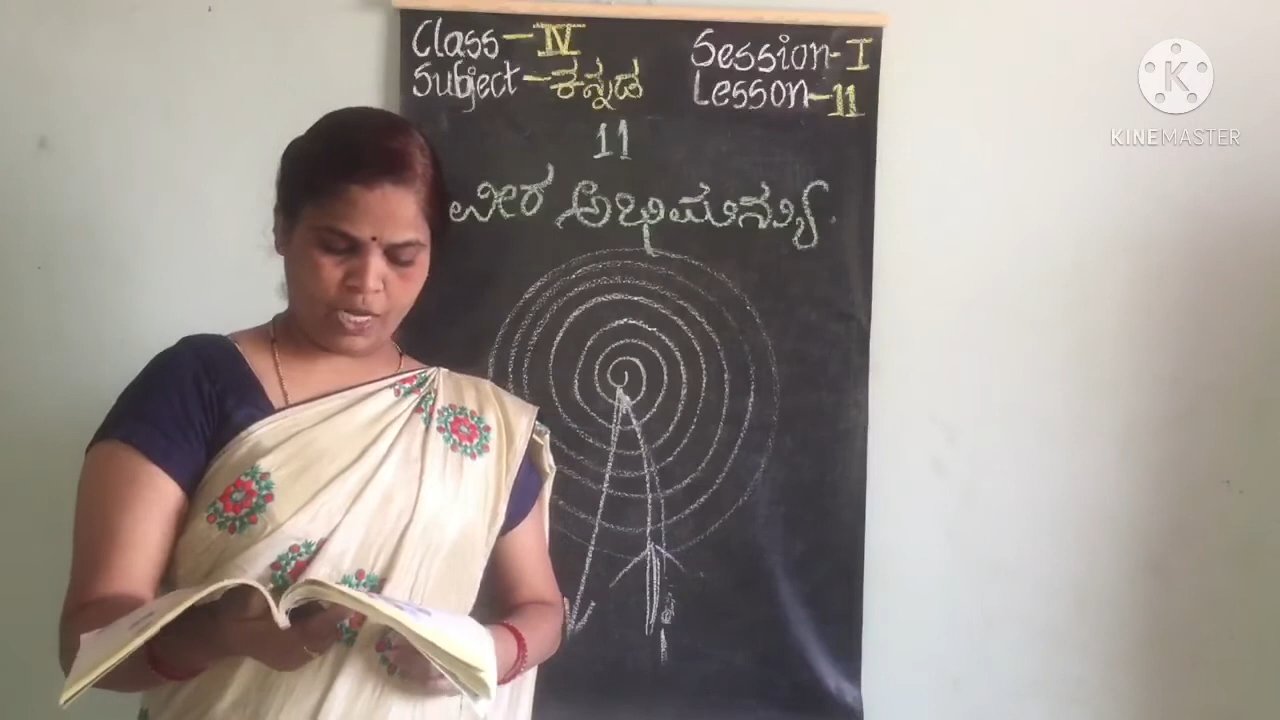 Class-IV
Subject-ಕನ್ನಡ
Session-I
Lesson-11
11
ವೀರ ಅಭಿಮನ್ಯು.
K
KINEMASTER